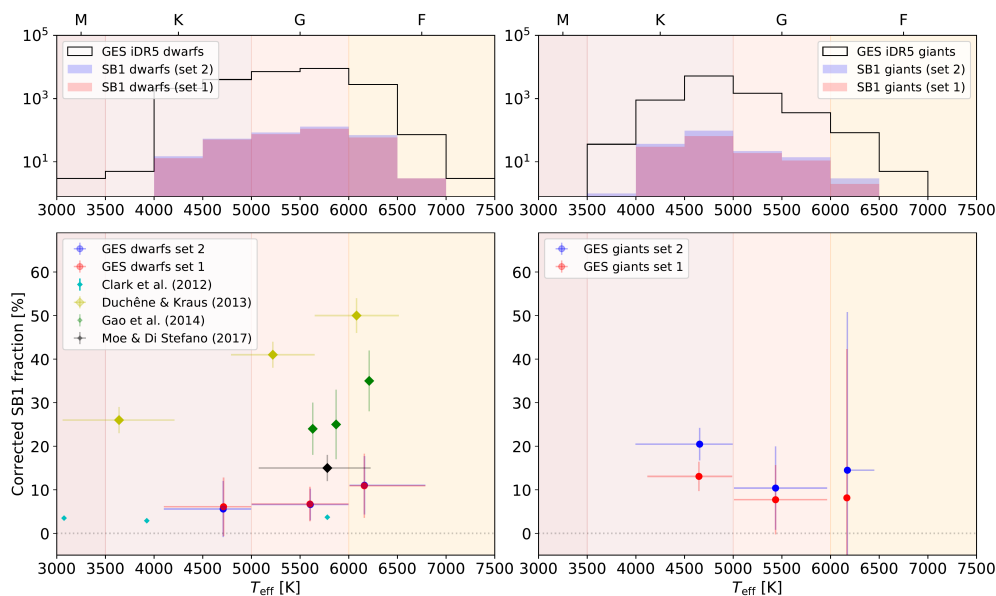 M K G F M K G F
10^5 10^5
GES iDR5 dwarfs
SB1 dwarfs (set 2)
SB1 dwarfs (set 1)
GES iDR5 giants
SB1 giants (set 2)
SB1 giants (set 1)
10^3 10^3
10^1 10^1
3000 3500 4000 4500 5000 5500 6000 6500 7000 7500
3000 3500 4000 4500 5000 5500 6000 6500 7000 7500
GES dwarfs set 2
GES dwarfs set 1
Clark et al. (2012)
Duchêne & Kraus (2013)
Gao et al. (2014)
Moe & Di Stefano (2017)
GES giants set 2
GES giants set 1
Corrected SB1 fraction [%]
60 60
50 50
40 40
30 30
20 20
10 10
0 0
3000 3500 4000 4500 5000 5500 6000 6500 7000 7500
3000 3500 4000 4500 5000 5500 6000 6500 7000 7500
T_eff [K] T_eff [K]